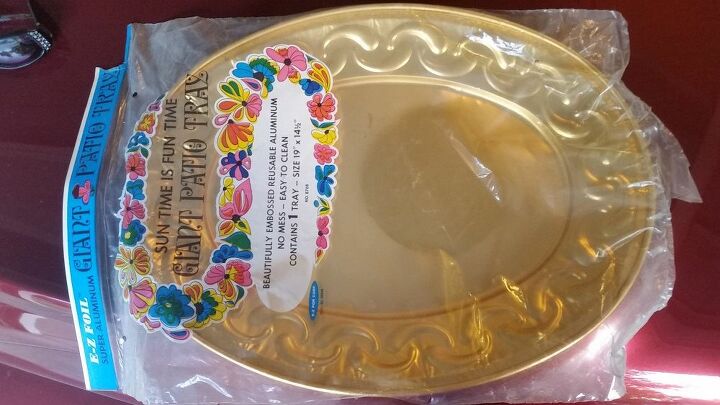 E-Z FOIL
SUPER ALUMINUM
GIANT PATIO TRAY
SUN TIME IS FUN TIME
GIANT PATIO TRAY
BEAUTIFULLY EMBOSSED REUSABLE ALUMINUM
NO MESS – EASY TO CLEAN
CONTAINS 1 TRAY – SIZE 19" x 14½"
E-Z FOIL